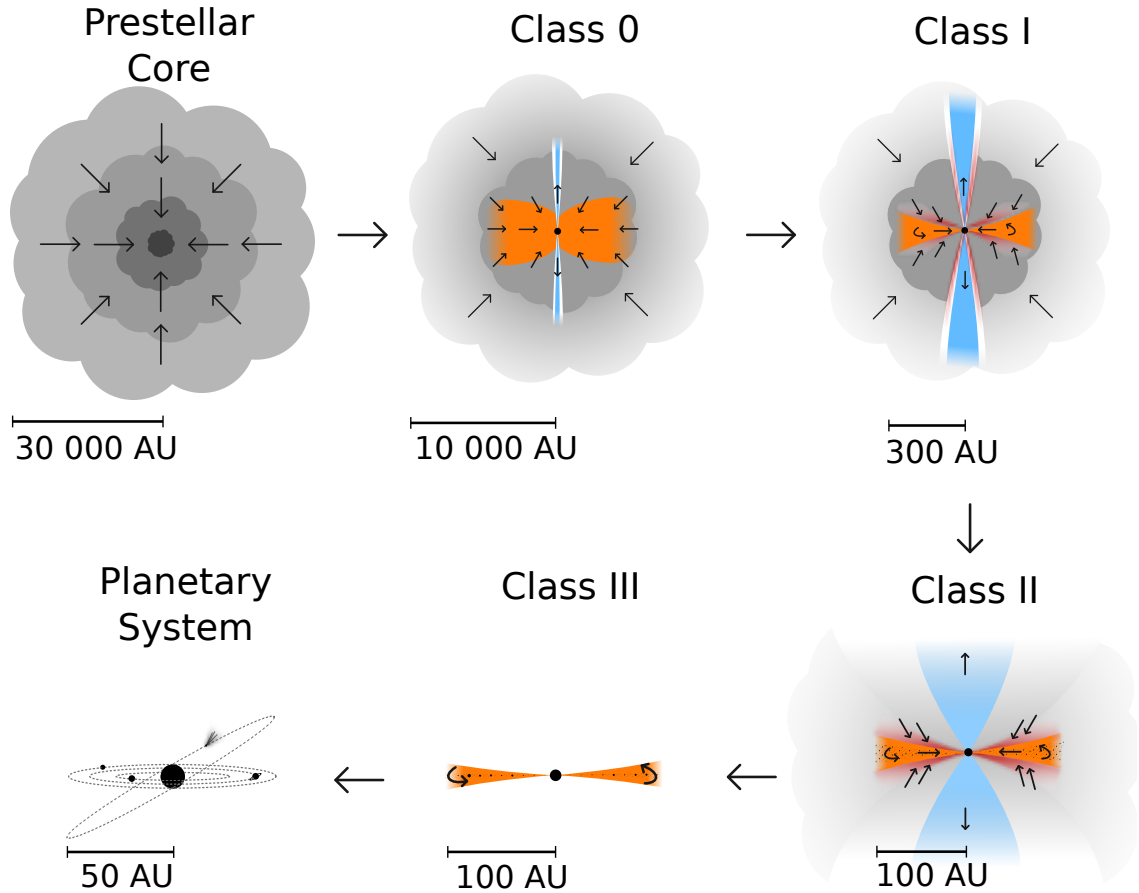 Prestellar
Core
Class 0
Class I
30 000 AU
10 000 AU
300 AU
Planetary
System
Class III
Class II
50 AU
100 AU
100 AU